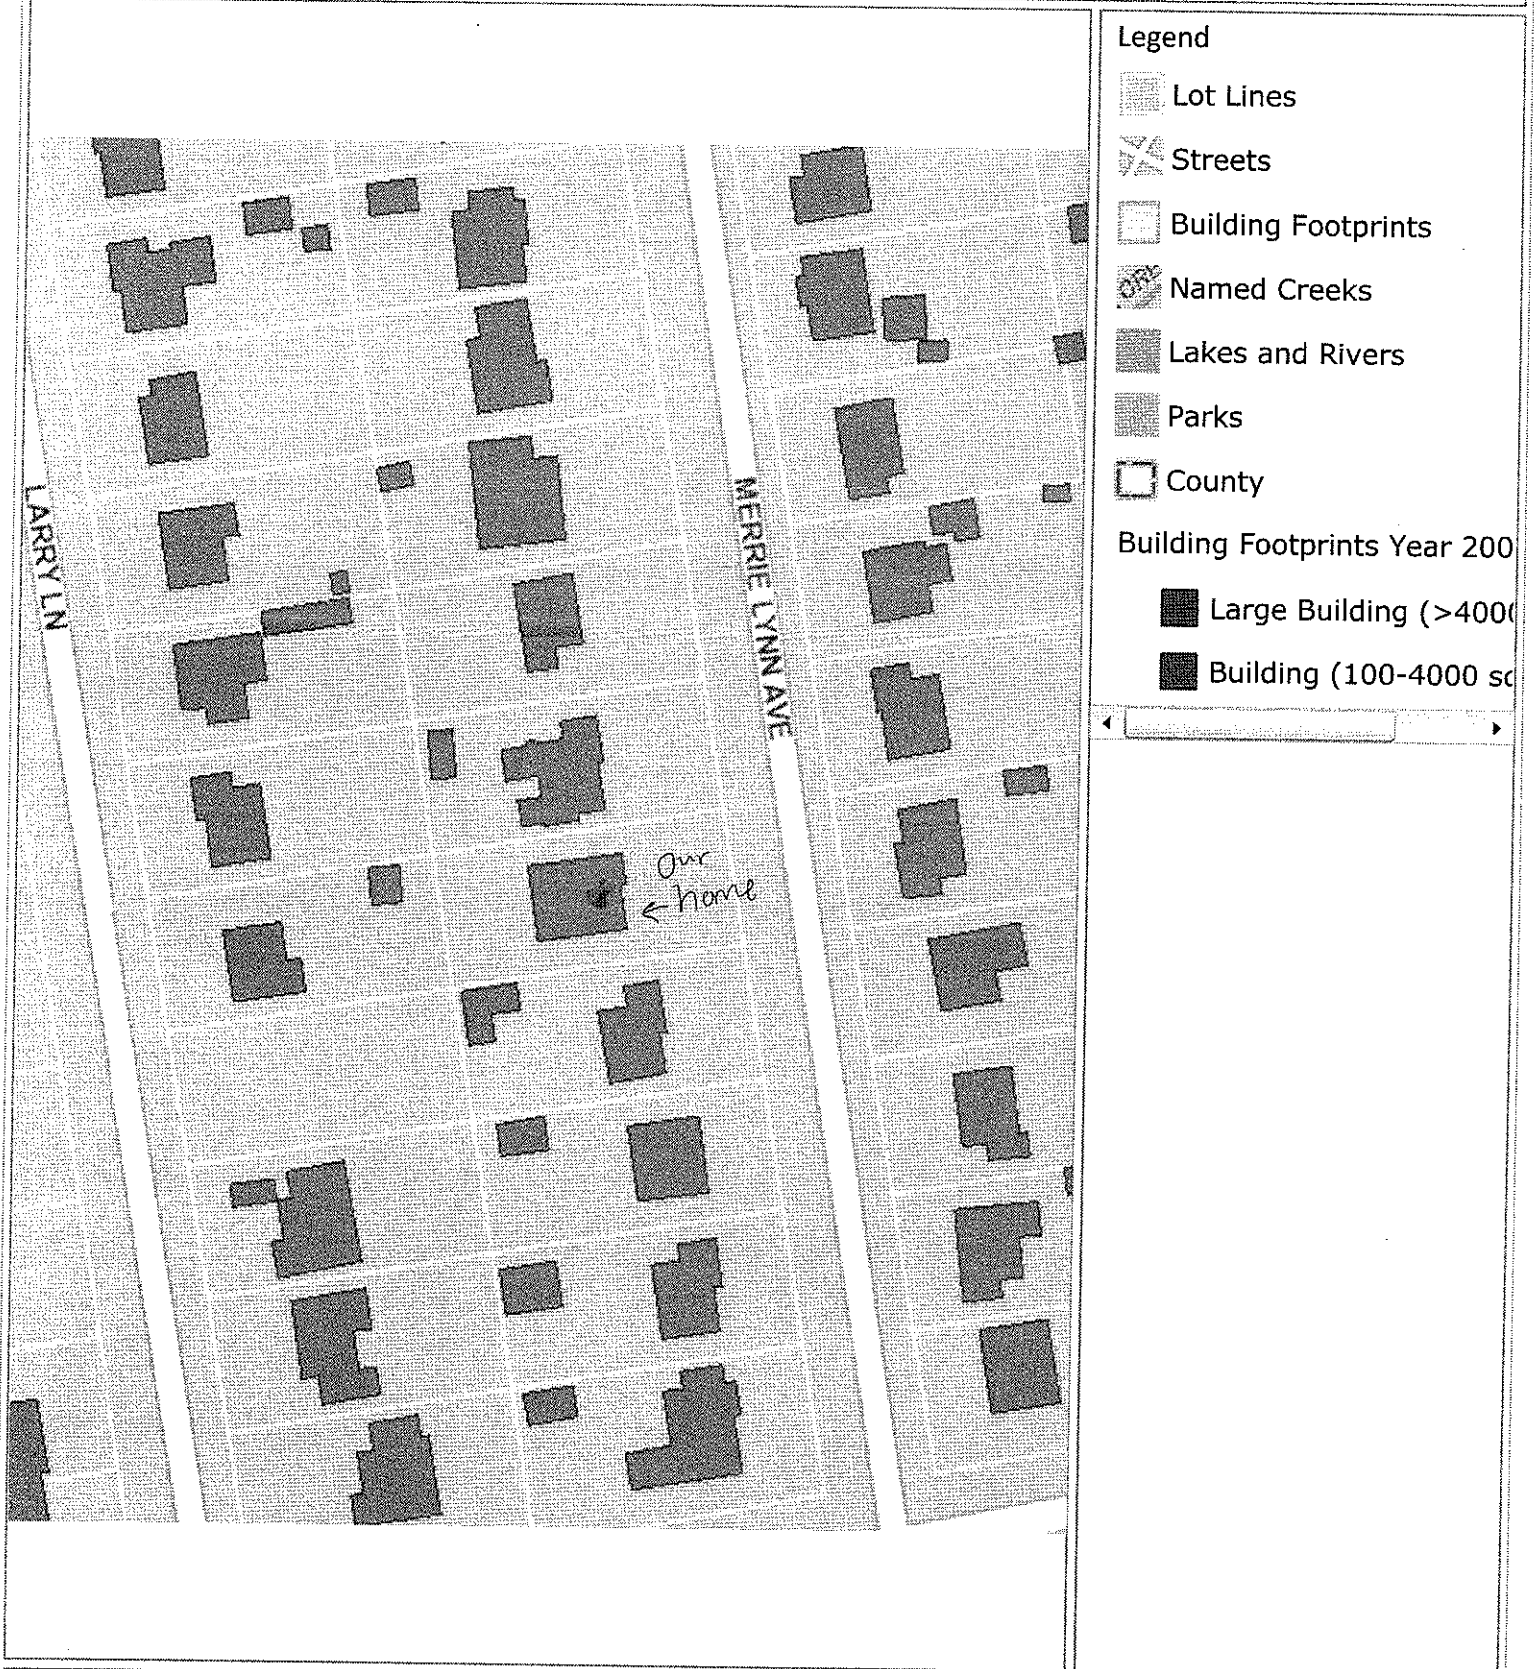 Legend
Lot Lines
Streets
Building Footprints
CRE
Named Creeks
Lakes and Rivers
Parks
County
Building Footprints Year 200
Large Building (>400
Building (100-4000 s
LARRY LN
MERRIE LYNN AVE
Our
← home